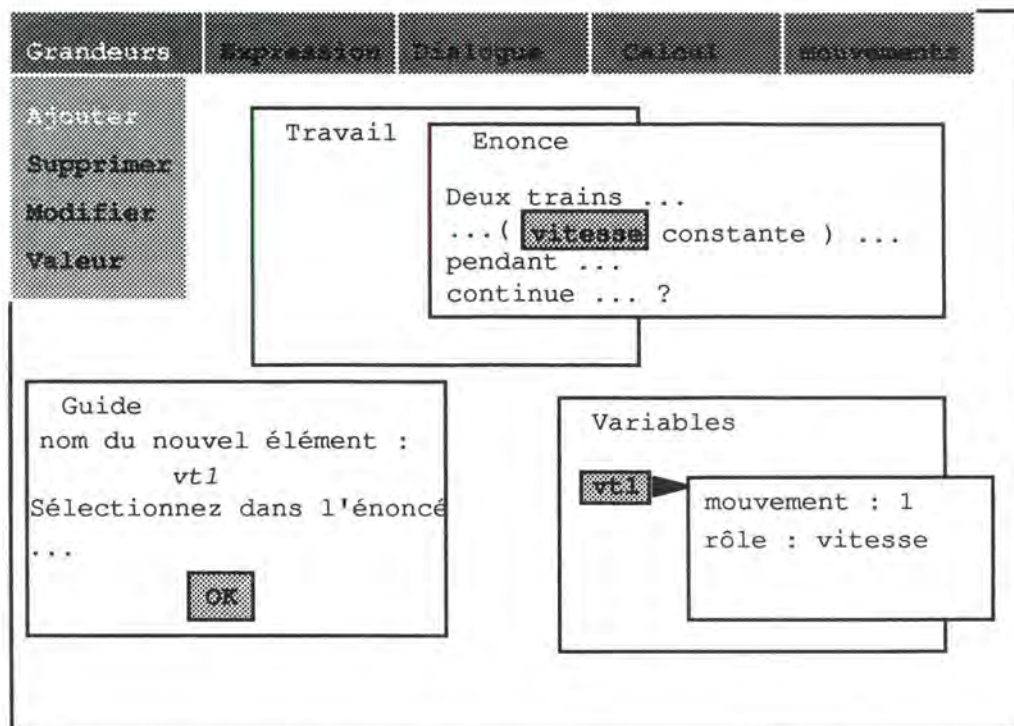 Grandeurs Expression Dialogue Calcul mouvements
Ajouter
Supprimer
Modifier
Valeur
Travail
Enonce
Deux trains ...
...( vitesse constante ) ...
pendant ...
continue ... ?
Guide
nom du nouvel élément :
vt1
Sélectionnez dans l'énoncé
...
OK
Variables
vt1
mouvement : 1
rôle : vitesse